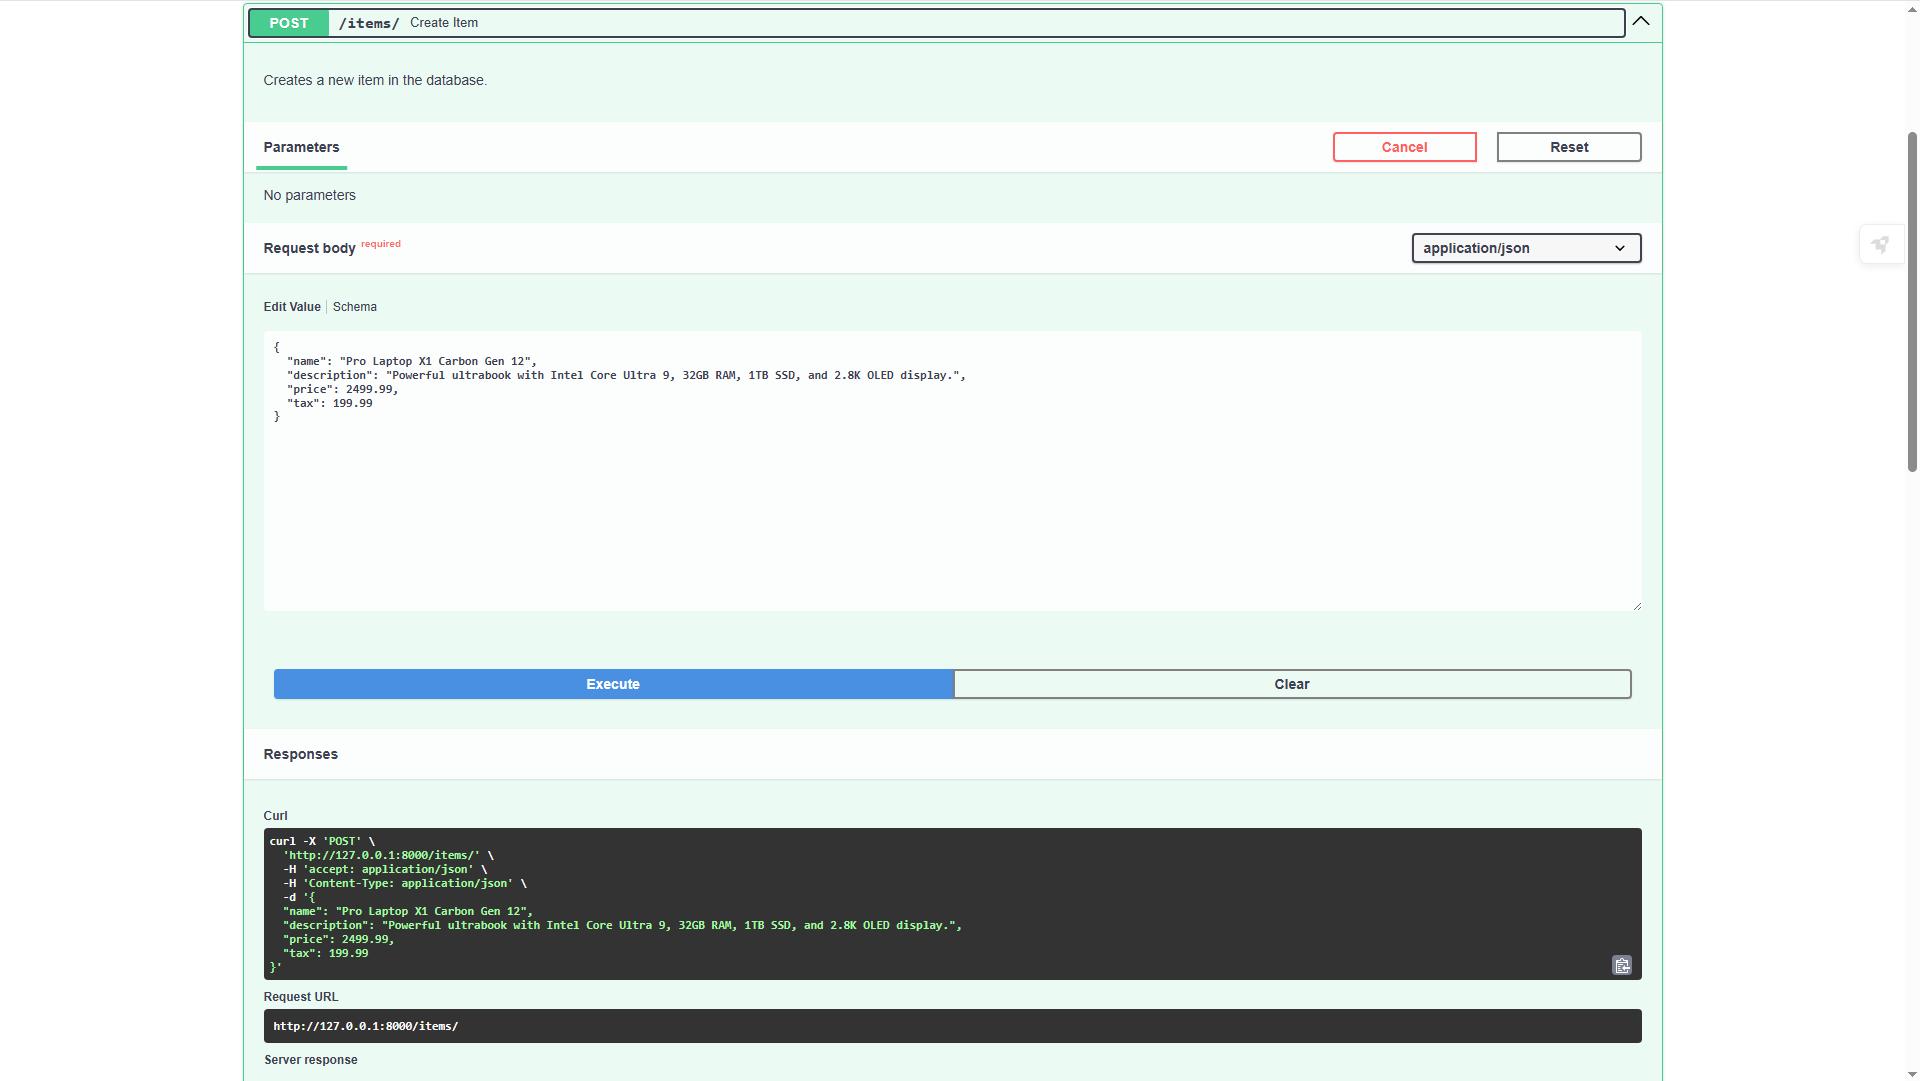 POST /items/ Create Item
Creates a new item in the database.
Parameters
Cancel
Reset
No parameters
Request body required
application/json
Edit Value | Schema
{
  "name": "Pro Laptop X1 Carbon Gen 12",
  "description": "Powerful ultrabook with Intel Core Ultra 9, 32GB RAM, 1TB SSD, and 2.8K OLED display.",
  "price": 2499.99,
  "tax": 199.99
}
Execute
Clear
Responses
Curl
curl -X 'POST' \
  'http://127.0.0.1:8000/items/' \
  -H 'accept: application/json' \
  -H 'Content-Type: application/json' \
  -d '{
  "name": "Pro Laptop X1 Carbon Gen 12",
  "description": "Powerful ultrabook with Intel Core Ultra 9, 32GB RAM, 1TB SSD, and 2.8K OLED display.",
  "price": 2499.99,
  "tax": 199.99
}'
Request URL
http://127.0.0.1:8000/items/
Server response